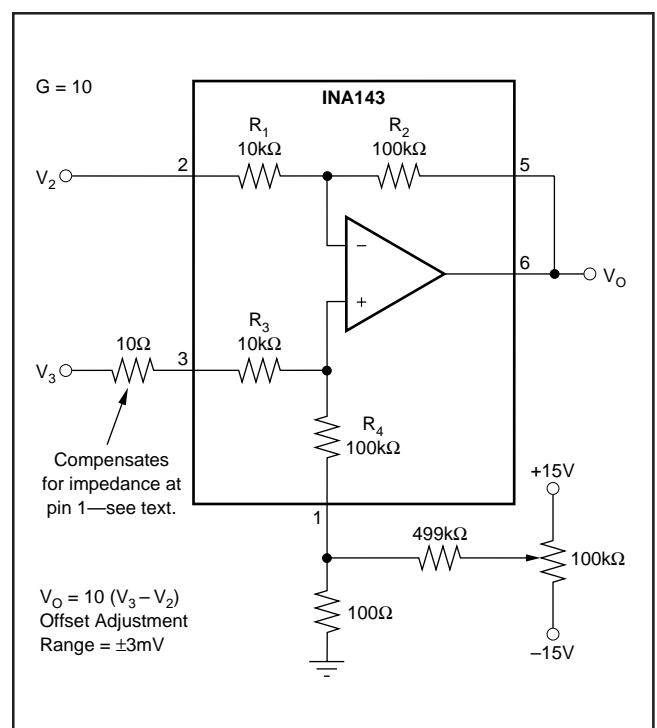 G = 10
INA143
R1
10kΩ
R2
100kΩ
2
5
V2
6
VO
−
+
10Ω
3
R3
10kΩ
V3
R4
100kΩ
Compensates
for impedance at
pin 1—see text.
1
+15V
499kΩ
100kΩ
100Ω
−15V
VO = 10 (V3 – V2)
Offset Adjustment
Range = ±3mV